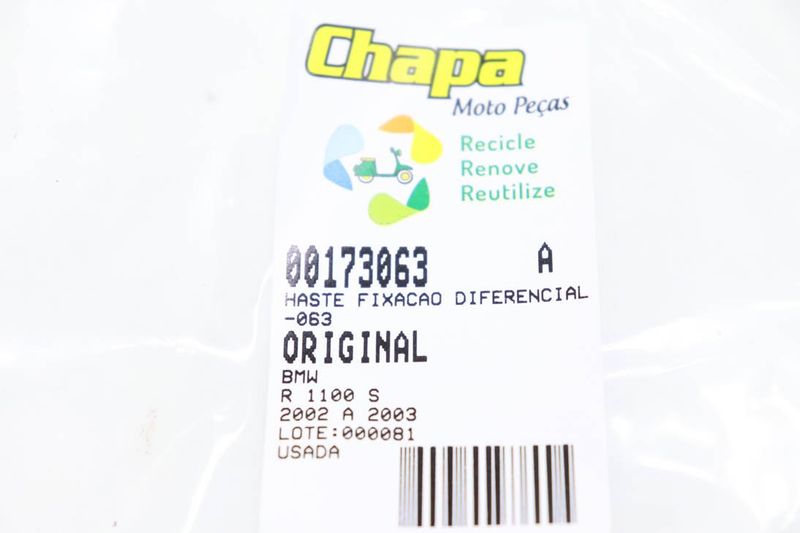 Chapa
Moto Peças
Recicle
Renove
Reutilize
00173063 A
HASTE FIXACAO DIFERENCIAL
-063
ORIGINAL
BMW
R 1100 S
2002 A 2003
LOTE:000081
USADA